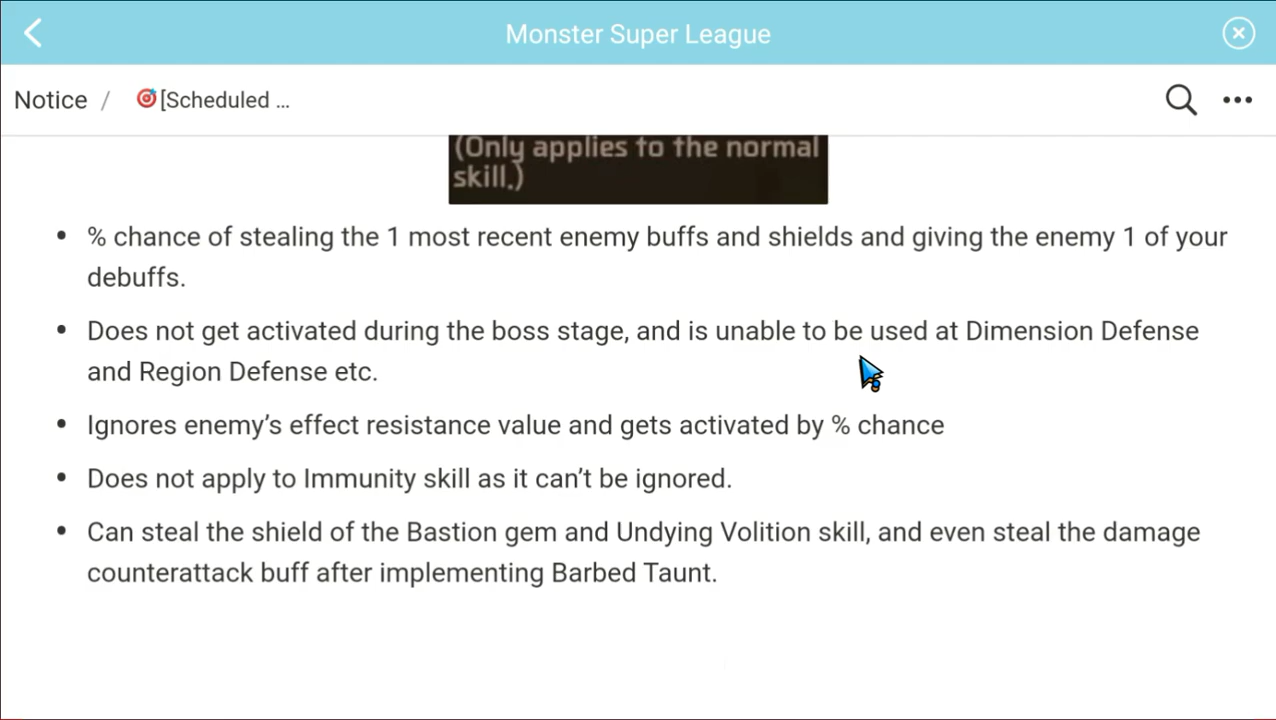 Monster Super League
Notice / 🎯[Scheduled ...
(Only applies to the normal
skill.)
• % chance of stealing the 1 most recent enemy buffs and shields and giving the enemy 1 of your
debuffs.
• Does not get activated during the boss stage, and is unable to be used at Dimension Defense
and Region Defense etc.
• Ignores enemy’s effect resistance value and gets activated by % chance
• Does not apply to Immunity skill as it can’t be ignored.
• Can steal the shield of the Bastion gem and Undying Volition skill, and even steal the damage
counterattack buff after implementing Barbed Taunt.